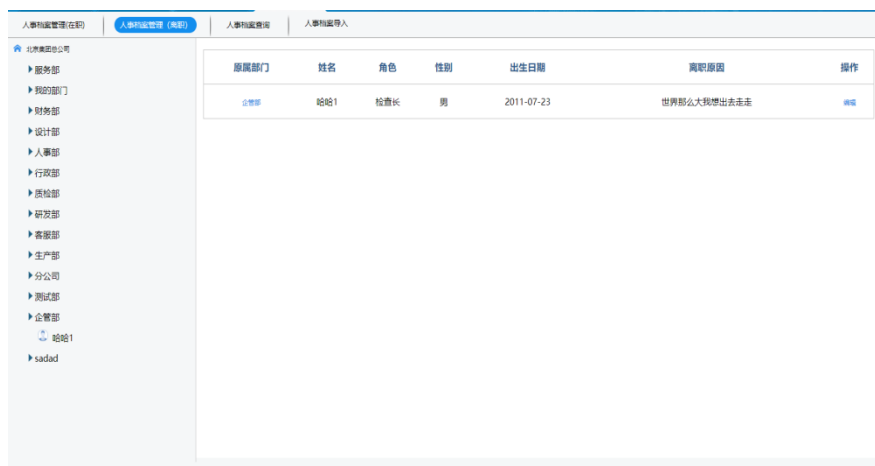 人事档案管理(在职) 人事档案管理（离职） 人事档案查询 人事档案导入
北京美团总公司
服务部
我的部门
财务部
设计部
人事部
行政部
质检部
研发部
客服部
生产部
分公司
测试部
企管部
哈哈1
sadad
原属部门 姓名 角色 性别 出生日期 离职原因 操作
企管部 哈哈1 检查长 男 2011-07-23 世界那么大我想出去走走 编辑